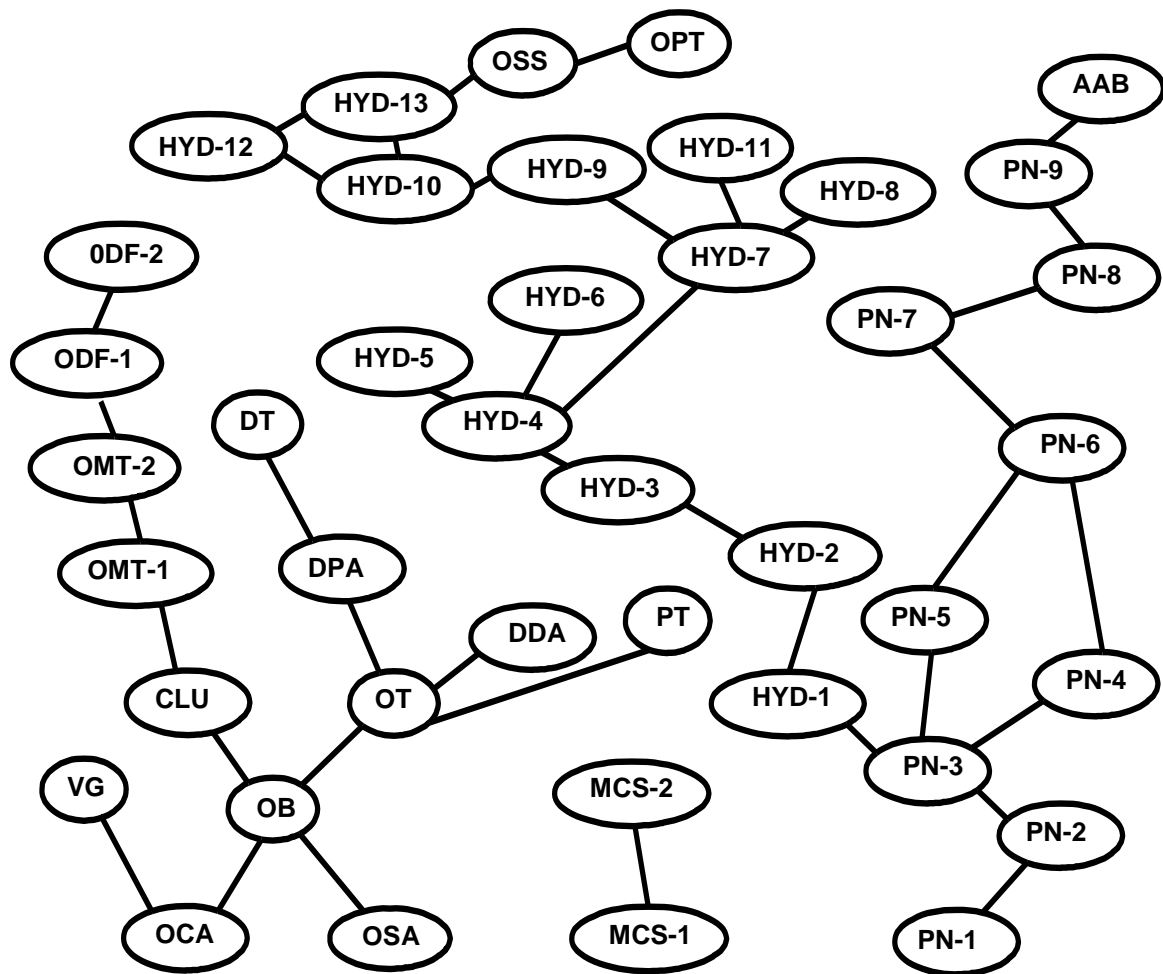 OPT
OSS
AAB
HYD-13
HYD-12
HYD-11
HYD-9
PN-9
HYD-10
HYD-8
0DF-2
HYD-7
PN-8
HYD-6
PN-7
ODF-1
HYD-5
DT
HYD-4
PN-6
OMT-2
HYD-3
HYD-2
OMT-1
DPA
PN-5
PT
DDA
PN-4
CLU
OT
HYD-1
PN-3
VG
MCS-2
OB
PN-2
OCA
OSA
MCS-1
PN-1